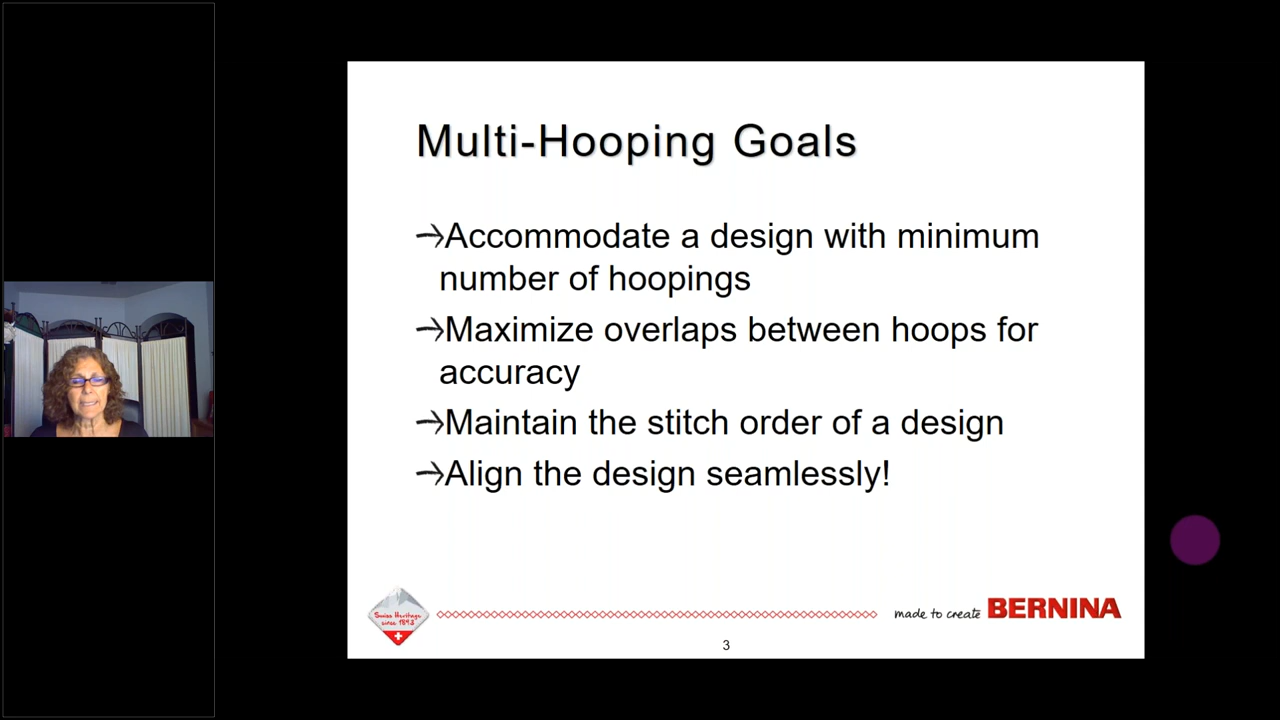 Multi-Hooping Goals
Accommodate a design with minimum
number of hoopings
Maximize overlaps between hoops for
accuracy
Maintain the stitch order of a design
Align the design seamlessly!
Swiss Heritage
since 1893
made to create BERNINA
3